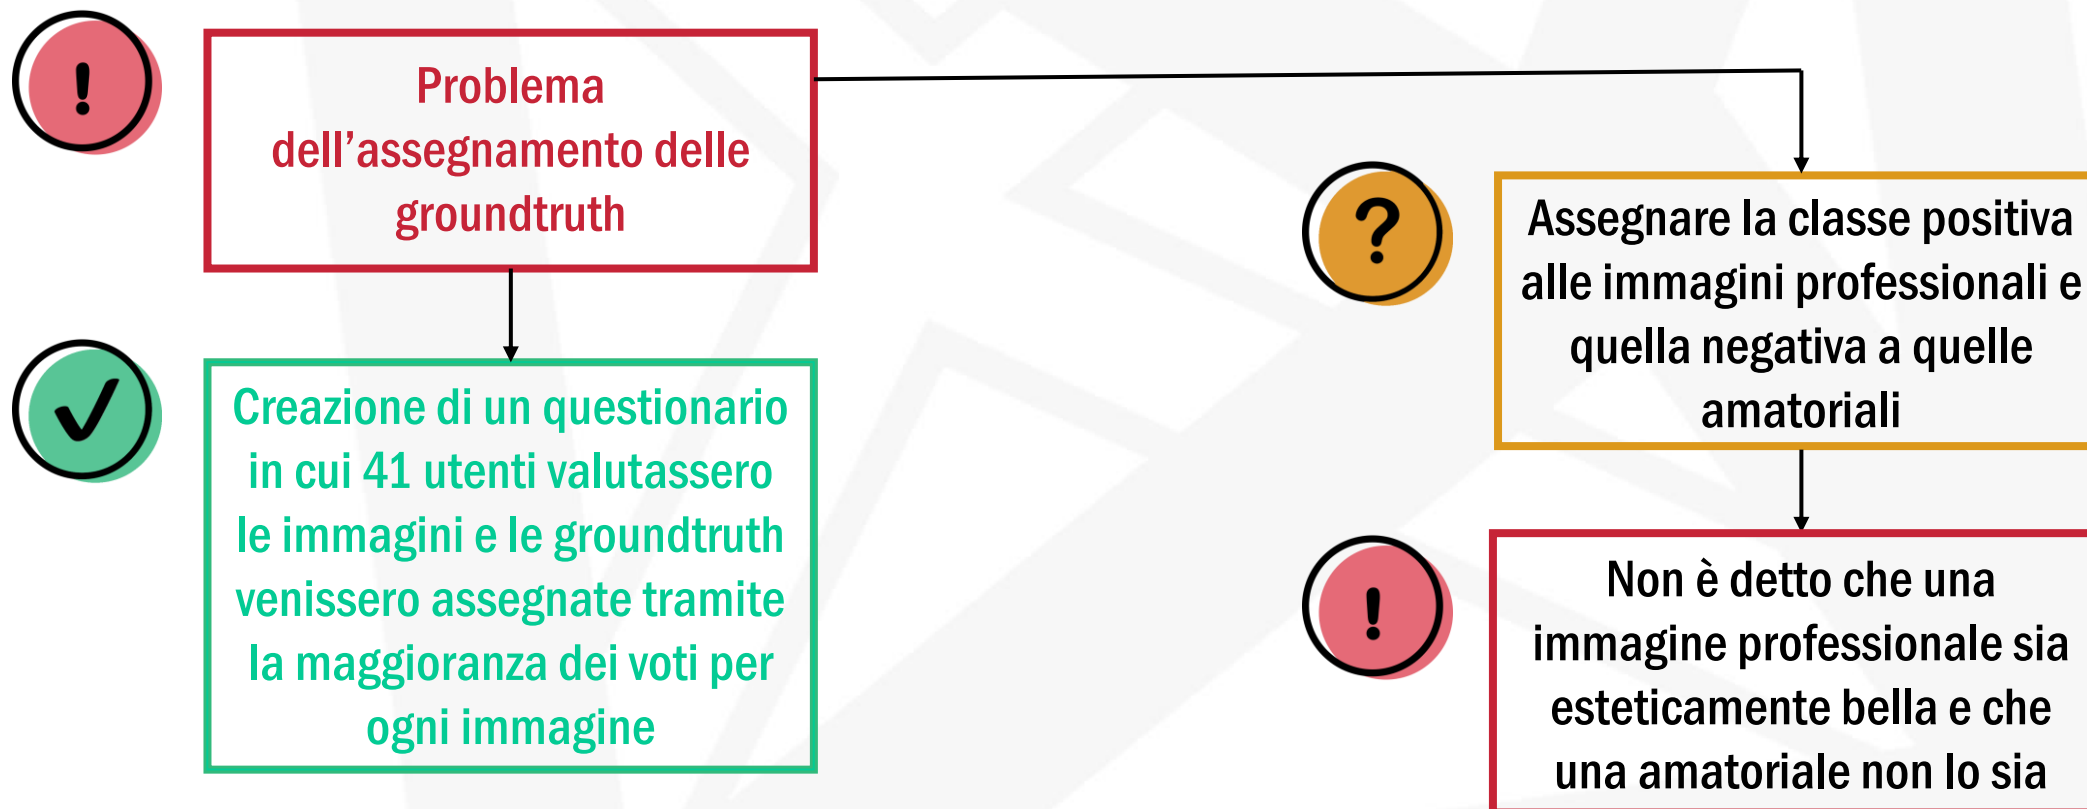 !
Problema
dell’assegnamento delle
groundtruth
Creazione di un questionario
in cui 41 utenti valutassero
le immagini e le groundtruth
venissero assegnate tramite
la maggioranza dei voti per
ogni immagine
?
Assegnare la classe positiva
alle immagini professionali e
quella negativa a quelle
amatoriali
!
Non è detto che una
immagine professionale sia
esteticamente bella e che
una amatoriale non lo sia